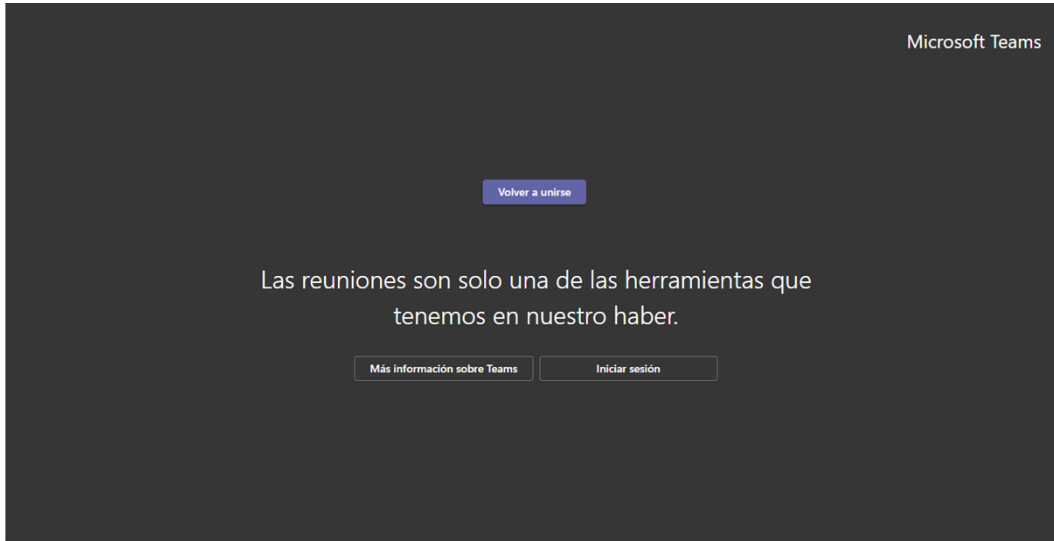 Microsoft Teams
Volver a unirse
Las reuniones son solo una de las herramientas que
tenemos en nuestro haber.
Más información sobre Teams
Iniciar sesión